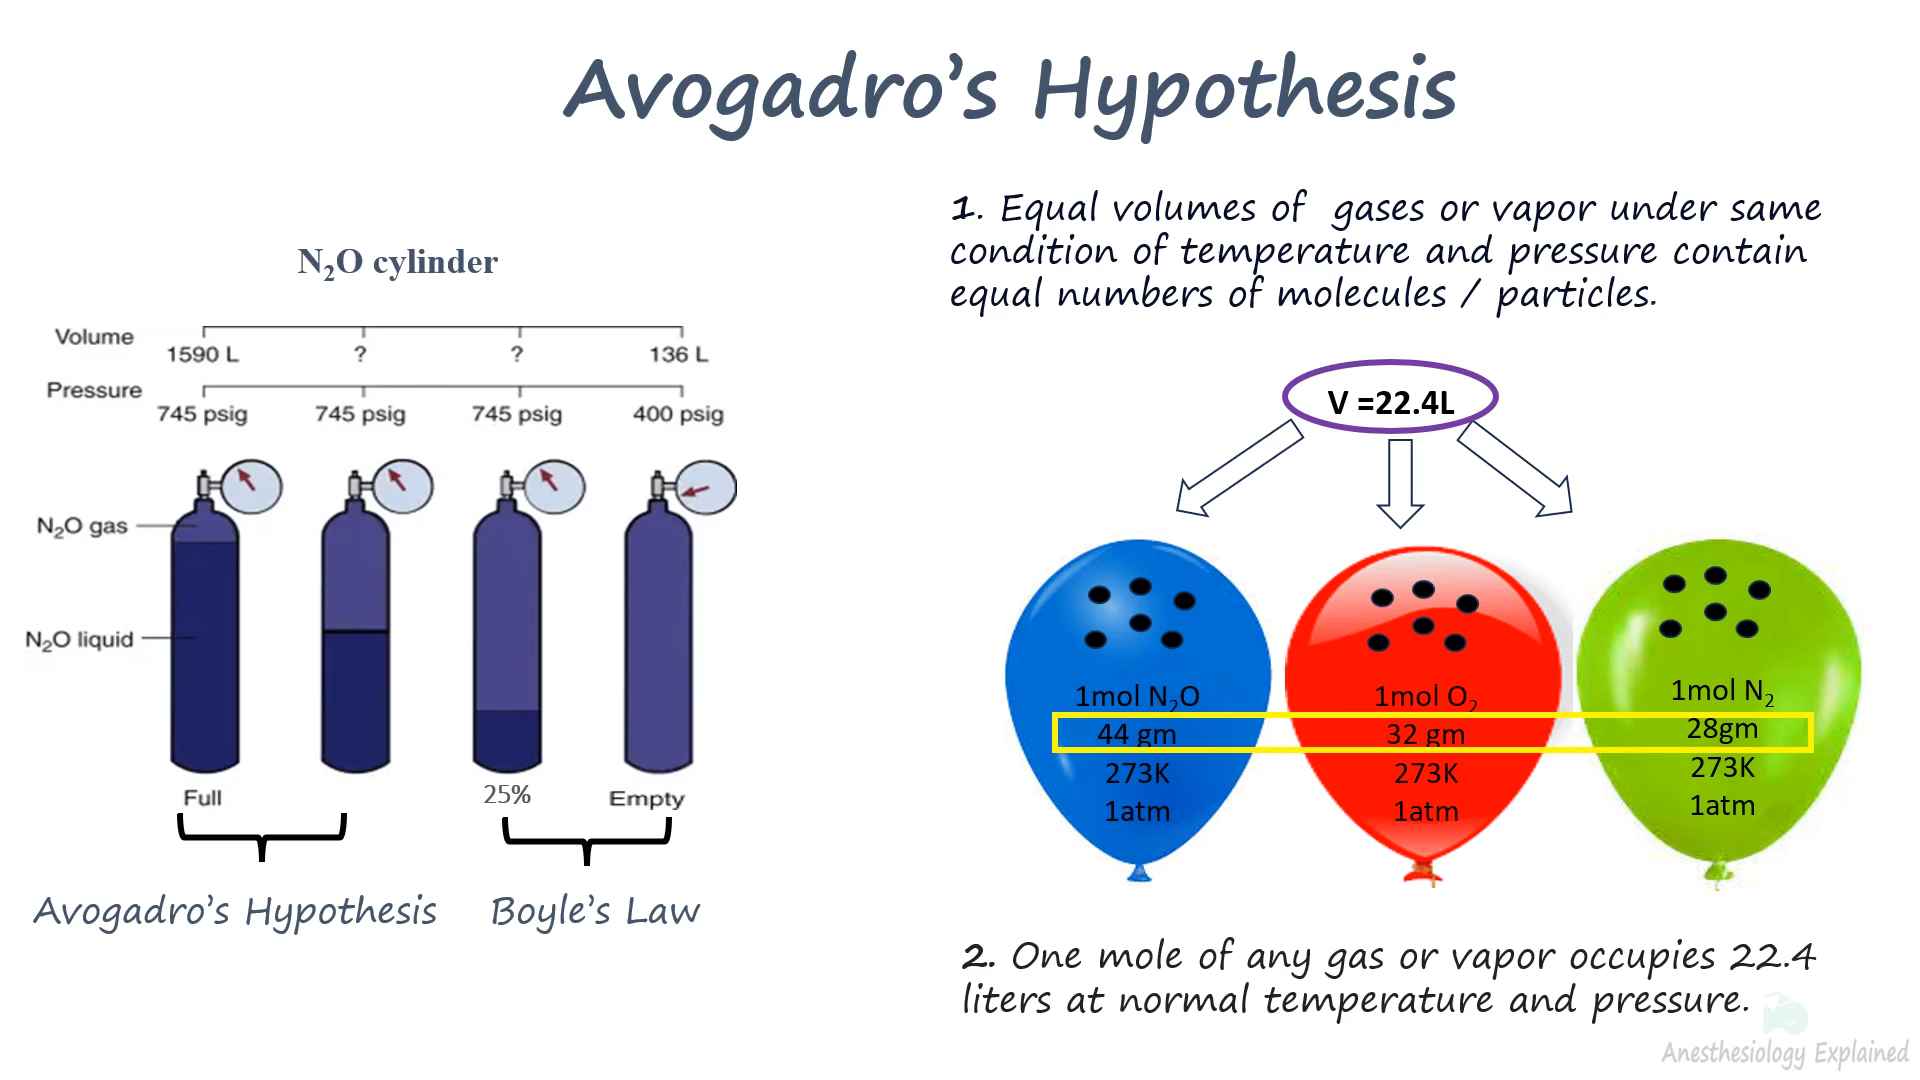 Avogadro’s Hypothesis
N₂O cylinder
Volume
1590 L
?
?
136 L
Pressure
745 psig
745 psig
745 psig
400 psig
N₂O gas
N₂O liquid
Full
25%
Empty
Avogadro’s Hypothesis
Boyle’s Law
1. Equal volumes of gases or vapor under same
condition of temperature and pressure contain
equal numbers of molecules / particles.
V =22.4L
1mol N₂O
44 gm
273K
1atm
1mol O₂
32 gm
273K
1atm
1mol N₂
28gm
273K
1atm
2. One mole of any gas or vapor occupies 22.4
liters at normal temperature and pressure.
Anesthesiology Explained